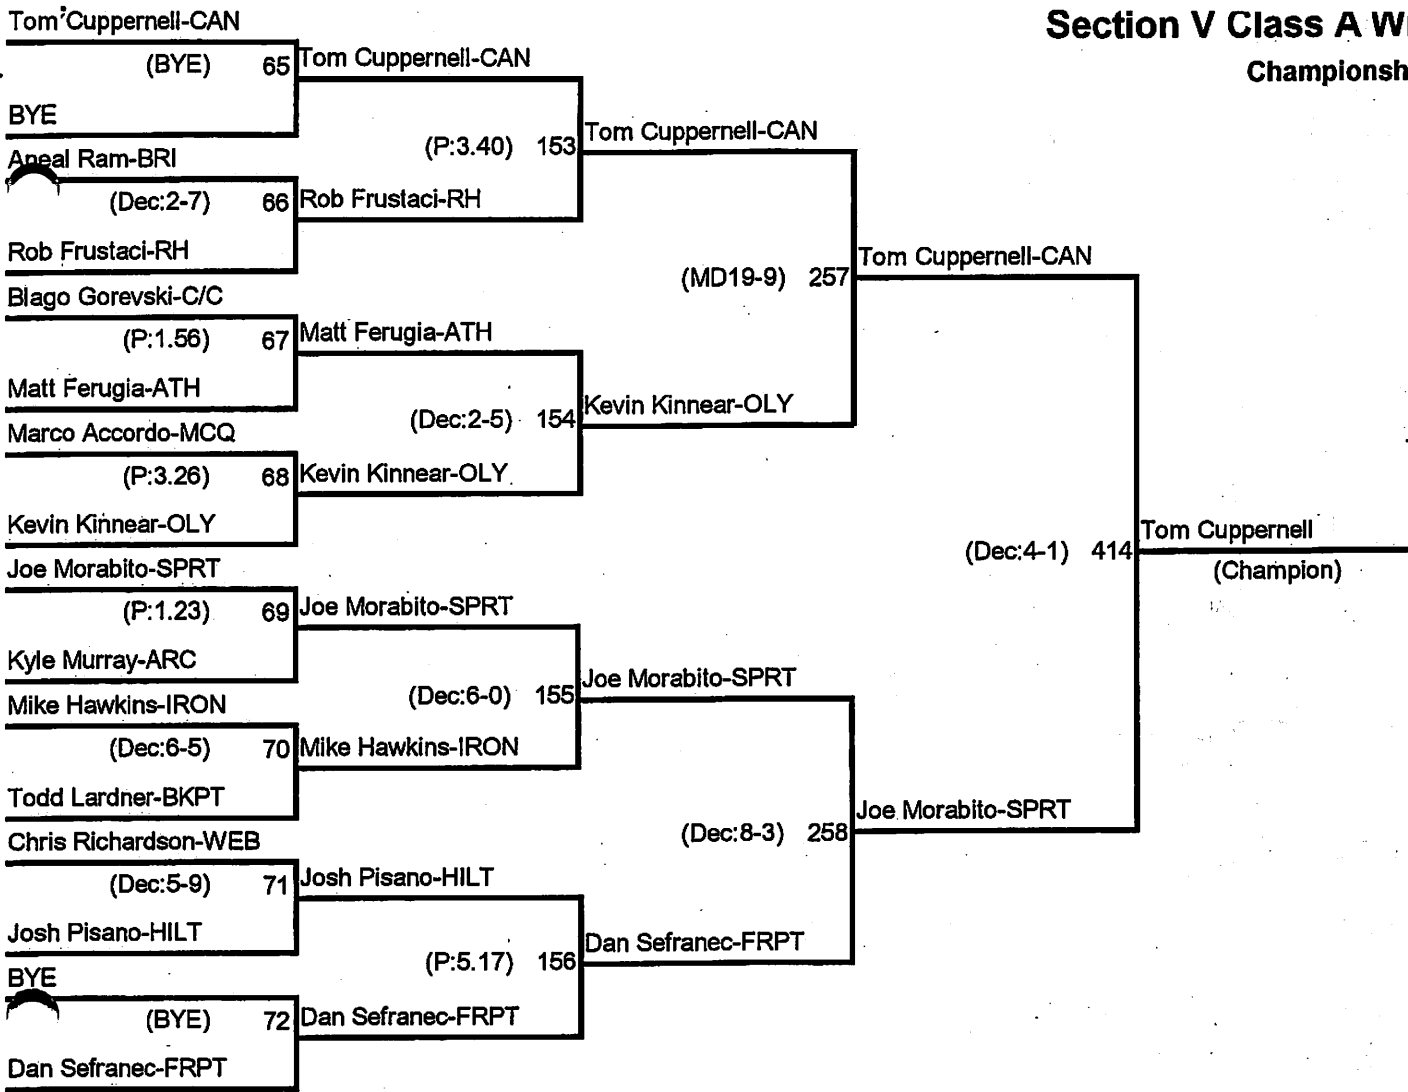 Section V Class A W
Championsh
Tom Cuppernell-CAN
(BYE) 65
BYE
Aneal Ram-BRI
(Dec:2-7) 66
Rob Frustaci-RH
Blago Gorevski-C/C
(P:1.56) 67
Matt Ferugia-ATH
Marco Accordo-MCQ
(P:3.26) 68
Kevin Kinnear-OLY
Joe Morabito-SPRT
(P:1.23) 69
Kyle Murray-ARC
Mike Hawkins-IRON
(Dec:6-5) 70
Todd Lardner-BKPT
Chris Richardson-WEB
(Dec:5-9) 71
Josh Pisano-HILT
BYE
(BYE) 72
Dan Sefranec-FRPT
Tom Cuppernell-CAN
(P:3.40) 153
Rob Frustaci-RH
Matt Ferugia-ATH
(Dec:2-5) 154
Kevin Kinnear-OLY
Joe Morabito-SPRT
(Dec:6-0) 155
Mike Hawkins-IRON
Josh Pisano-HILT
(P:5.17) 156
Dan Sefranec-FRPT
Tom Cuppernell-CAN
(MD19-9) 257
Kevin Kinnear-OLY
Joe Morabito-SPRT
(Dec:8-3) 258
Dan Sefranec-FRPT
Tom Cuppernell-CAN
(Dec:4-1) 414
Joe Morabito-SPRT
Tom Cuppernell
(Champion)